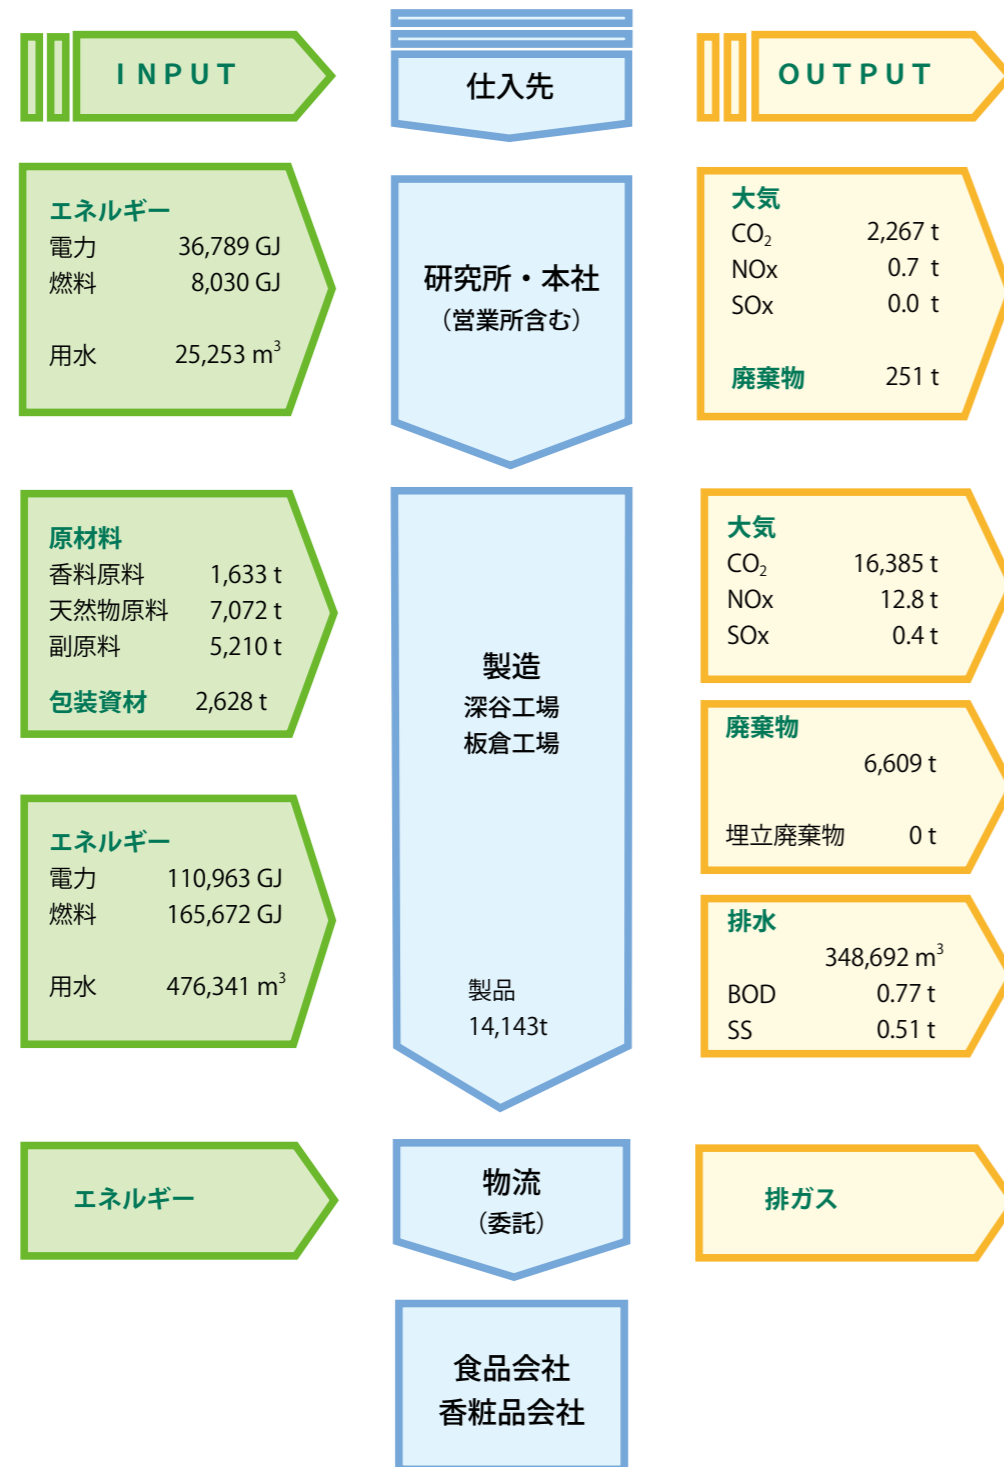 INPUT
仕入先
OUTPUT
エネルギー
電力 36,789 GJ
燃料 8,030 GJ
用水 25,253 m³
研究所・本社
（営業所含む）
大気
CO₂ 2,267 t
NOx 0.7 t
SOx 0.0 t
廃棄物 251 t
原材料
香料原料 1,633 t
天然物原料 7,072 t
副原料 5,210 t
包装資材 2,628 t
エネルギー
電力 110,963 GJ
燃料 165,672 GJ
用水 476,341 m³
製造
深谷工場
板倉工場
製品
14,143t
大気
CO₂ 16,385 t
NOx 12.8 t
SOx 0.4 t
廃棄物
6,609 t
埋立廃棄物 0 t
排水
348,692 m³
BOD 0.77 t
SS 0.51 t
エネルギー
物流
（委託）
排ガス
食品会社
香粧品会社